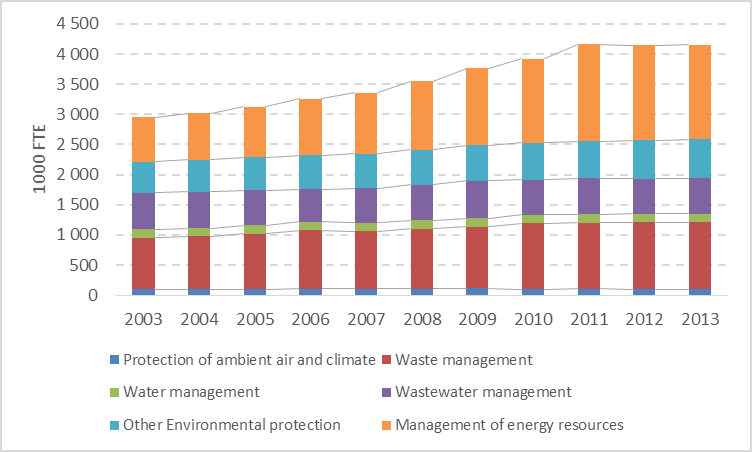 4 500
4 000
3 500
3 000
2 500
2 000
1 500
1 000
500
0
1000 FTE
2003 2004 2005 2006 2007 2008 2009 2010 2011 2012 2013
Protection of ambient air and climate Waste management
Water management Wastewater management
Other Environmental protection Management of energy resources